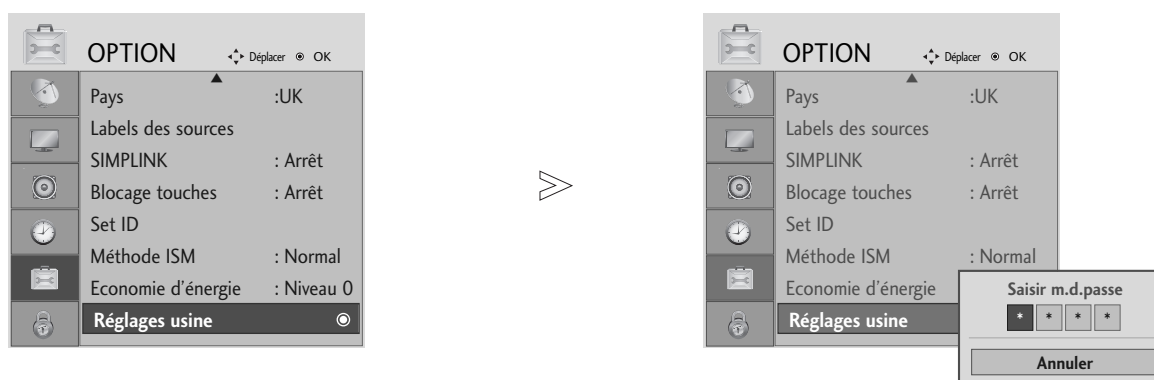 OPTION Déplacer OK
Pays :UK
Labels des sources
SIMPLINK : Arrêt
Blocage touches : Arrêt
Set ID
Méthode ISM : Normal
Economie d'énergie : Niveau 0
Réglages usine
OPTION Déplacer OK
Pays :UK
Labels des sources
SIMPLINK : Arrêt
Blocage touches : Arrêt
Set ID
Méthode ISM : Normal
Economie d'énergie
Réglages usine
Saisir m.d.passe
* * * *
Annuler